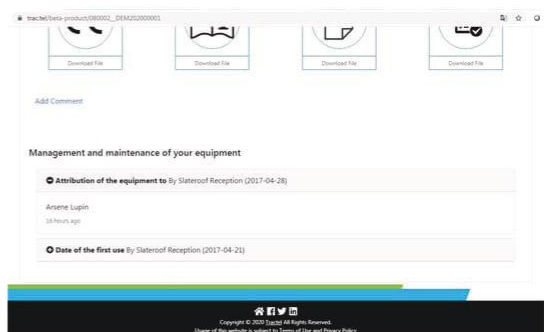 trac.tel/beta-product/080002__DEM202000001
Download File Download File Download File Download File
Add Comment
Management and maintenance of your equipment
Attribution of the equipment to By Slateroof Reception (2017-04-28)
Arsene Lupin
16 hours ago
Date of the first use By Slateroof Reception (2017-04-21)
Copyright © 2020 Tractel All Rights Reserved.
Usage of this website is subject to Terms of Use and Privacy Policy